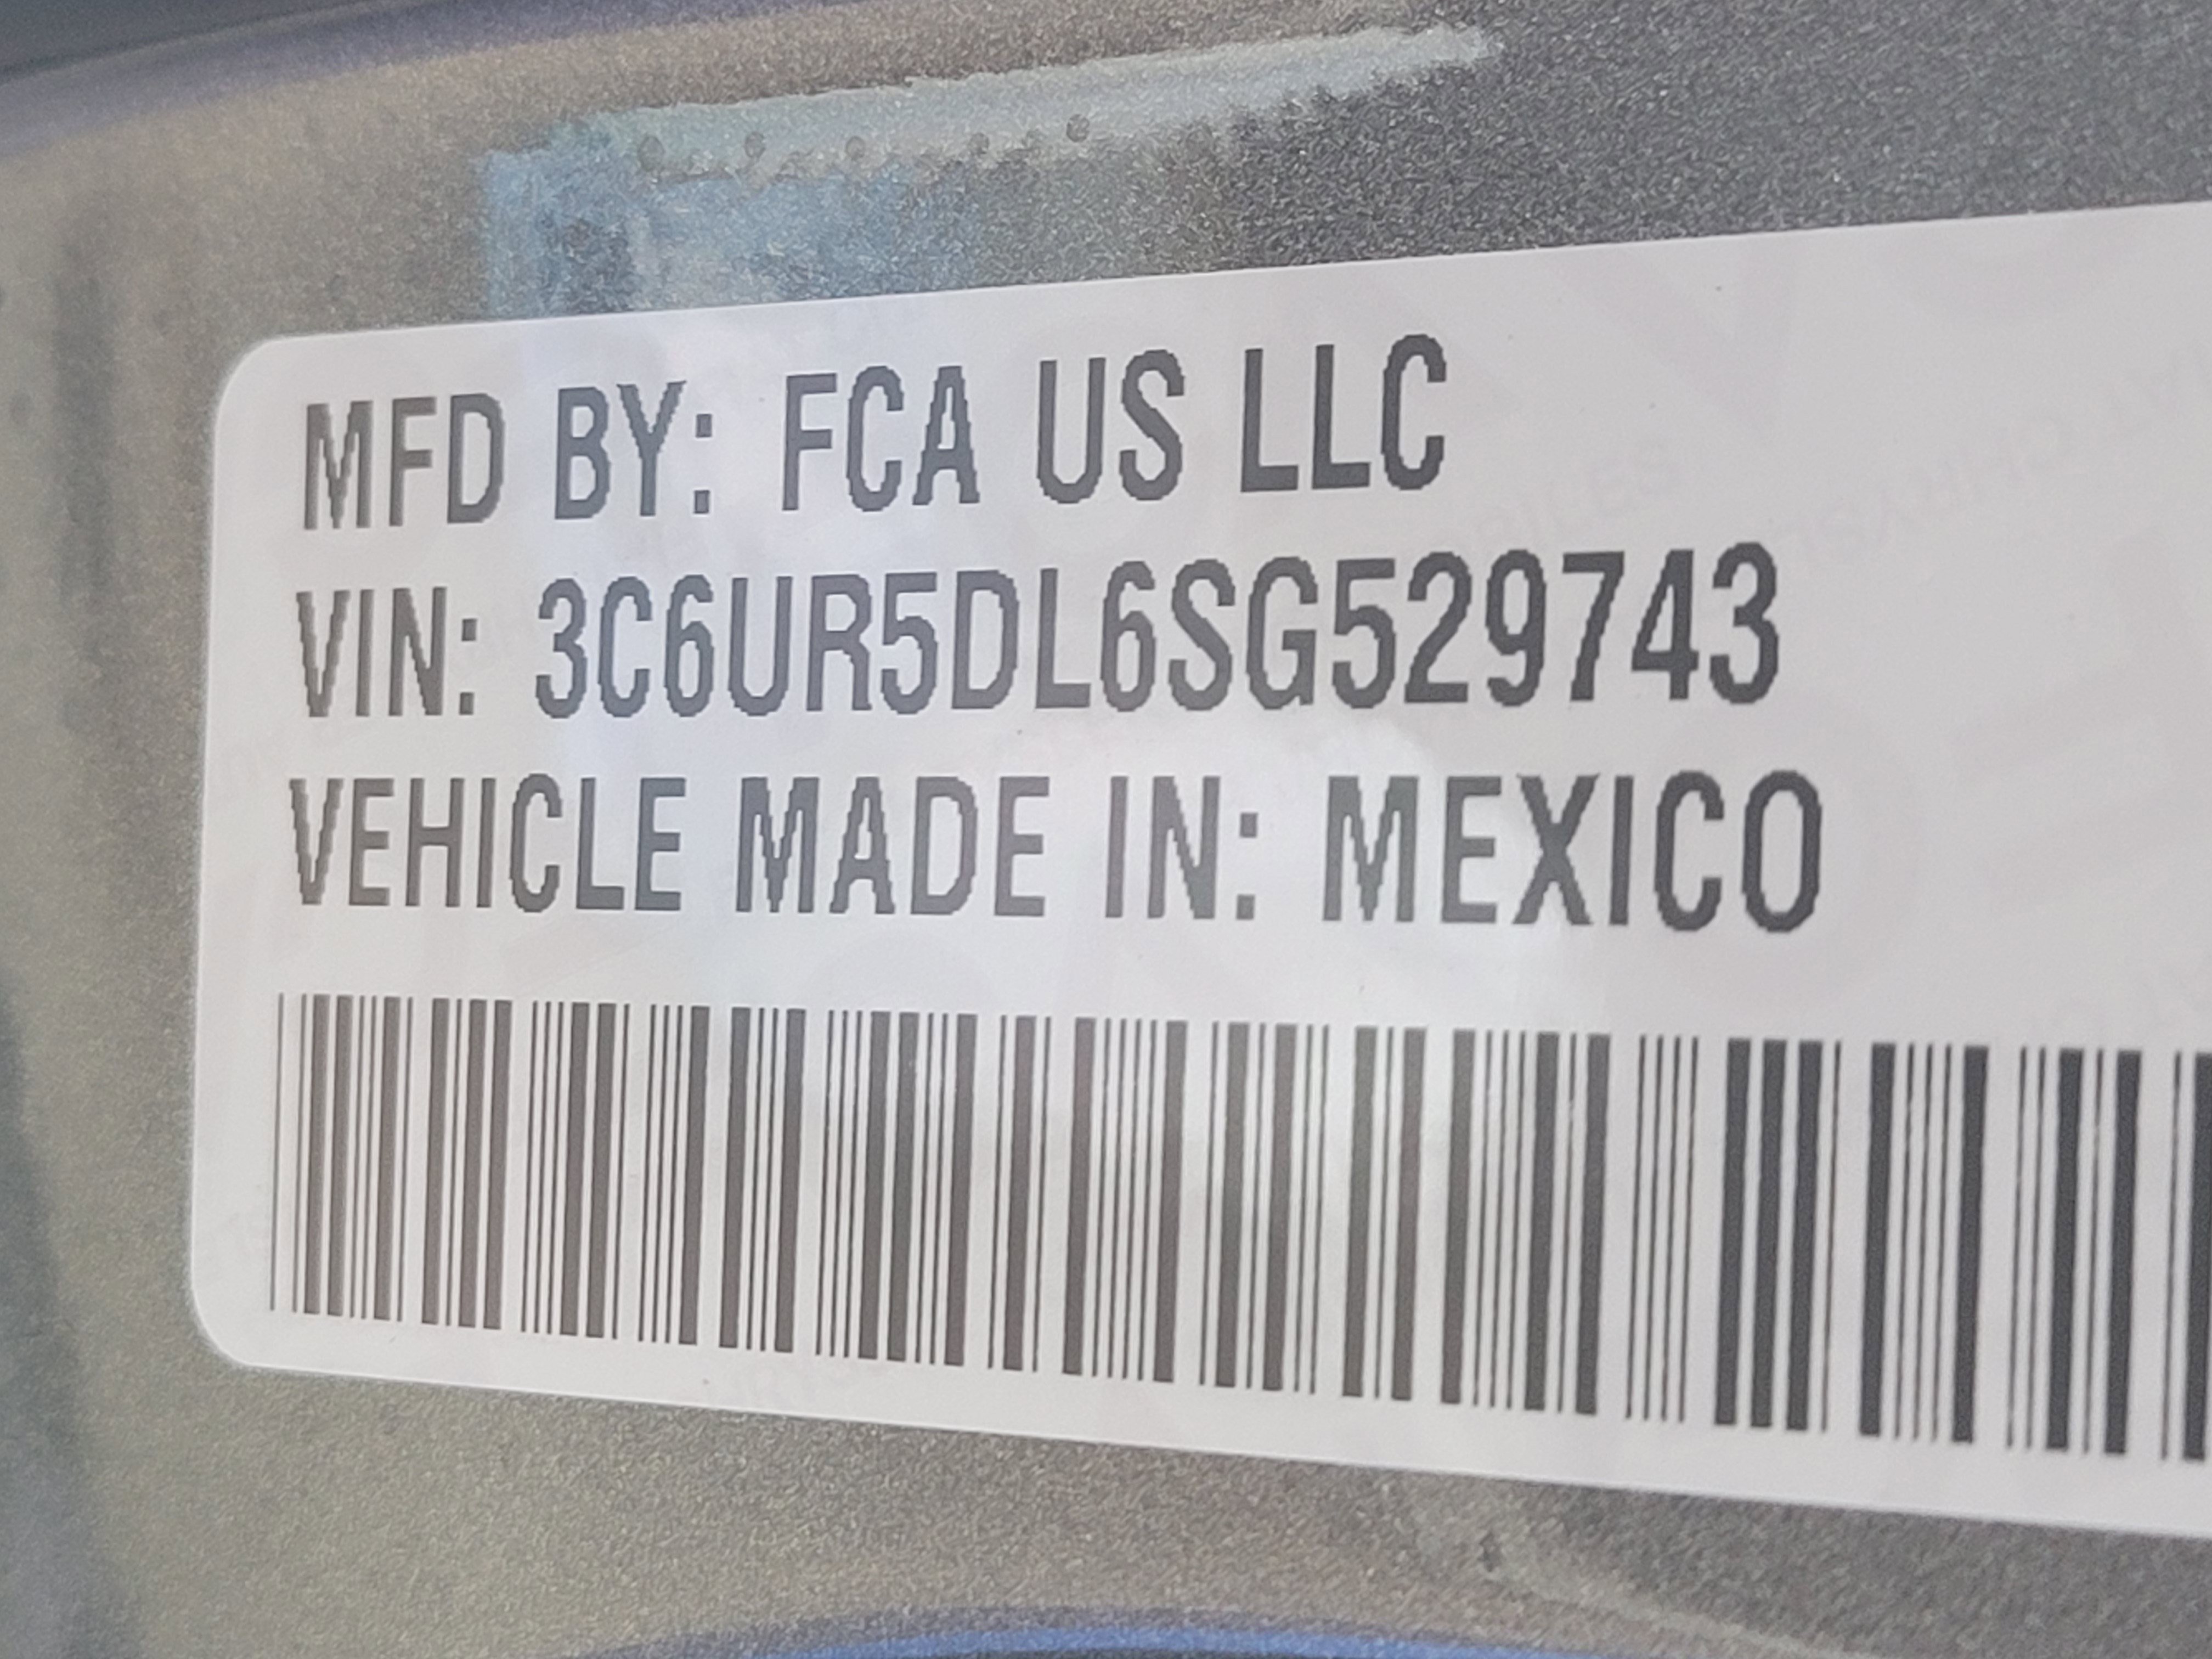 MFD BY: FCA US LLC
VIN: 3C6UR5DL6SG529743
VEHICLE MADE IN: MEXICO